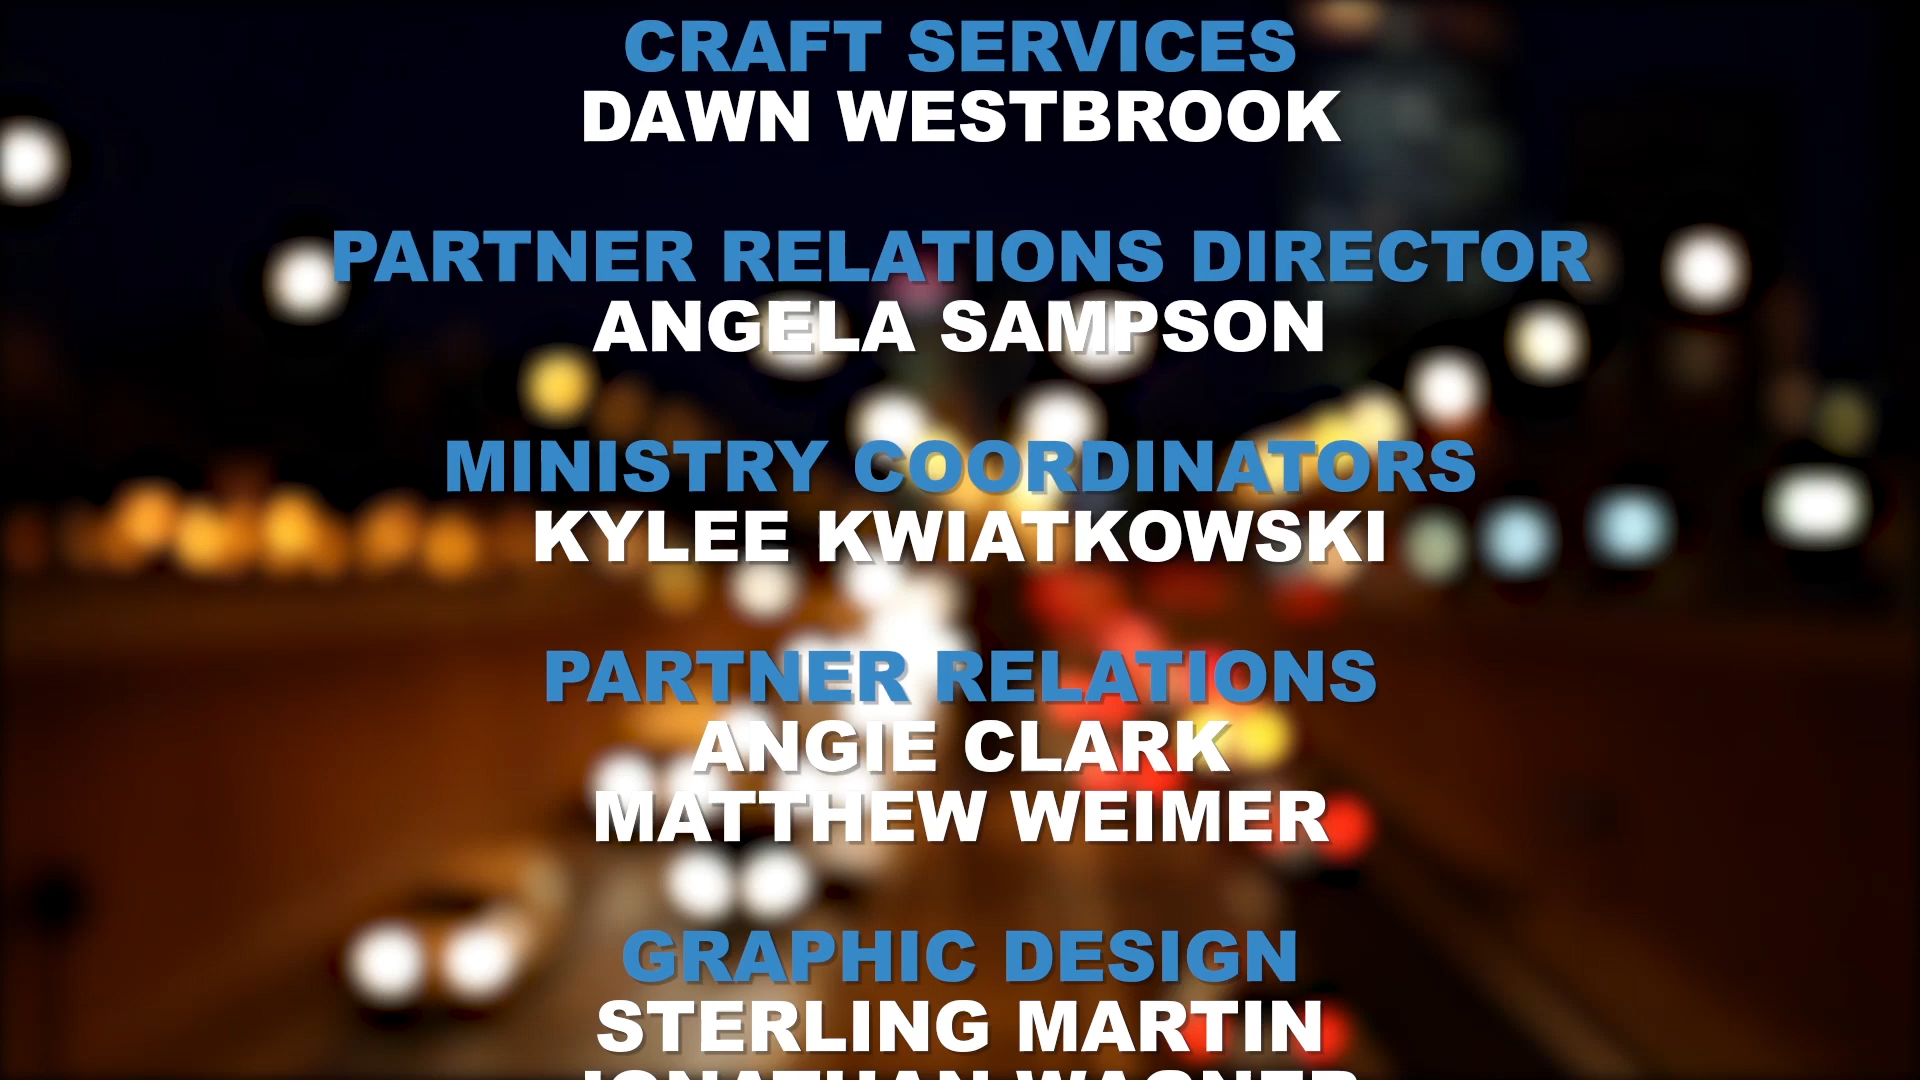 CRAFT SERVICES
DAWN WESTBROOK
PARTNER RELATIONS DIRECTOR
ANGELA SAMPSON
MINISTRY COORDINATORS
KYLEE KWIATKOWSKI
PARTNER RELATIONS
ANGIE CLARK
MATTHEW WEIMER
GRAPHIC DESIGN
STERLING MARTIN